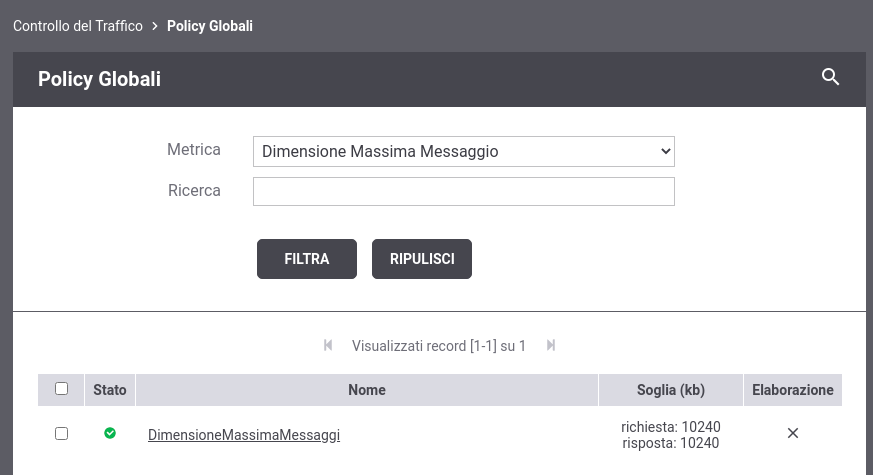 Controllo del Traffico > Policy Globali
Policy Globali
Metrica Dimensione Massima Messaggio
Ricerca
FILTRA RIPULISCI
Visualizzati record [1-1] su 1
Stato Nome Soglia (kb) Elaborazione
DimensioneMassimaMessaggi richiesta: 10240
risposta: 10240